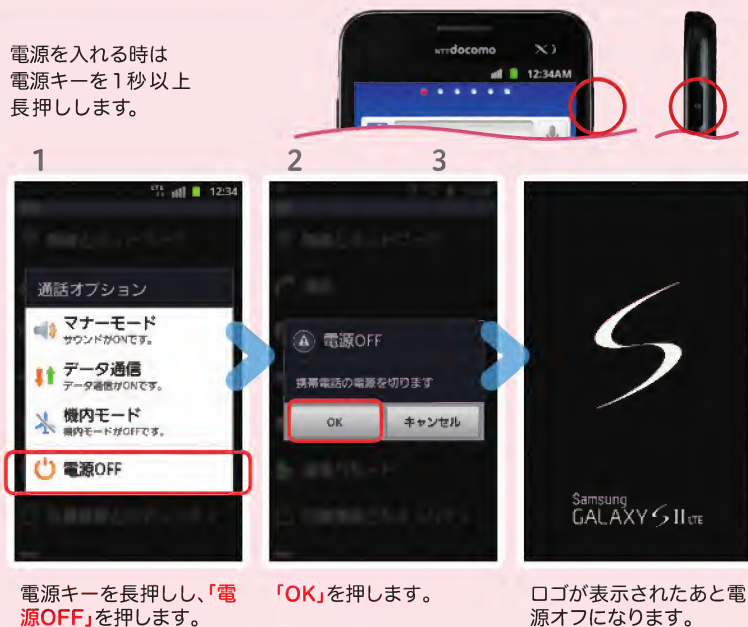 電源を入れる時は
電源キーを1秒以上
長押しします。
NTTdocomo Xi
12:34AM
1
2
3
LTE 12:34
通話オプション
マナーモード
サウンドがONです。
データ通信
データ通信がONです。
機内モード
機内モードがOFFです。
電源OFF
電源OFF
携帯電話の電源を切ります
OK キャンセル
Samsung
GALAXY S II LTE
電源キーを長押しし、「電
源OFF」を押します。
「OK」を押します。
ロゴが表示されたあと電
源オフになります。